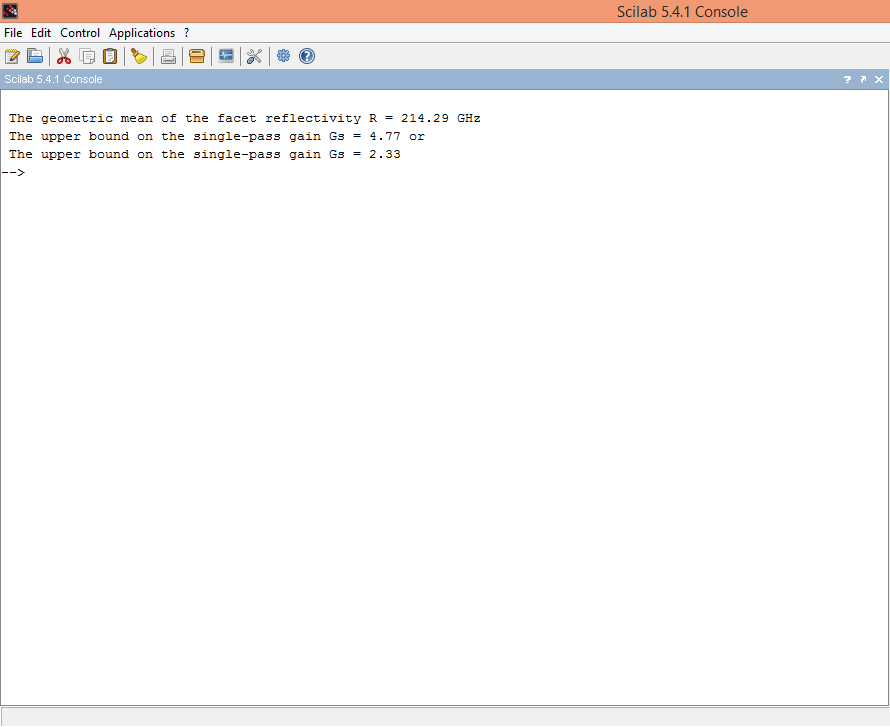 Scilab 5.4.1 Console
File Edit Control Applications ?
Scilab 5.4.1 Console
The geometric mean of the facet reflectivity R = 214.29 GHz
The upper bound on the single-pass gain Gs = 4.77 or
The upper bound on the single-pass gain Gs = 2.33
-->